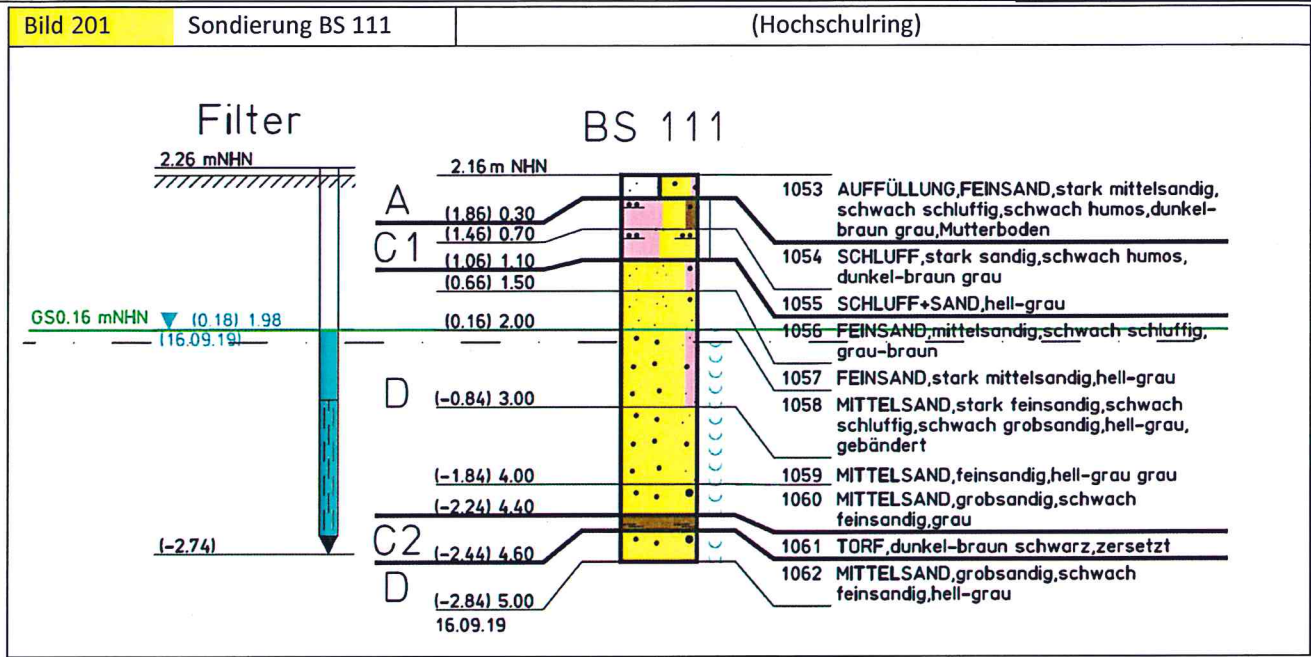 Bild 201 Sondierung BS 111 (Hochschulring)
Filter
BS 111
2.26 mNHN
2.16 m NHN
A
(1.86) 0.30
C1
(1.46) 0.70
(1.06) 1.10
(0.66) 1.50
GS0.16 mNHN
(0.18) 1.98
(16.09.19)
(0.16) 2.00
D
(-0.84) 3.00
(-1.84) 4.00
(-2.24) 4.40
(-2.74)
C2
(-2.44) 4.60
D
(-2.84) 5.00
16.09.19
1053 AUFFÜLLUNG,FEINSAND,stark mittelsandig,
schwach schluffig,schwach humos,dunkel-
braun grau,Mutterboden
1054 SCHLUFF,stark sandig,schwach humos,
dunkel-braun grau
1055 SCHLUFF+SAND,hell-grau
1056 FEINSAND,mittelsandig,schwach schluffig,
grau-braun
1057 FEINSAND,stark mittelsandig,hell-grau
1058 MITTELSAND,stark feinsandig,schwach
schluffig,schwach grobsandig,hell-grau,
gebändert
1059 MITTELSAND,feinsandig,hell-grau grau
1060 MITTELSAND,grobsandig,schwach
feinsandig,grau
1061 TORF,dunkel-braun schwarz,zersetzt
1062 MITTELSAND,grobsandig,schwach
feinsandig,hell-grau